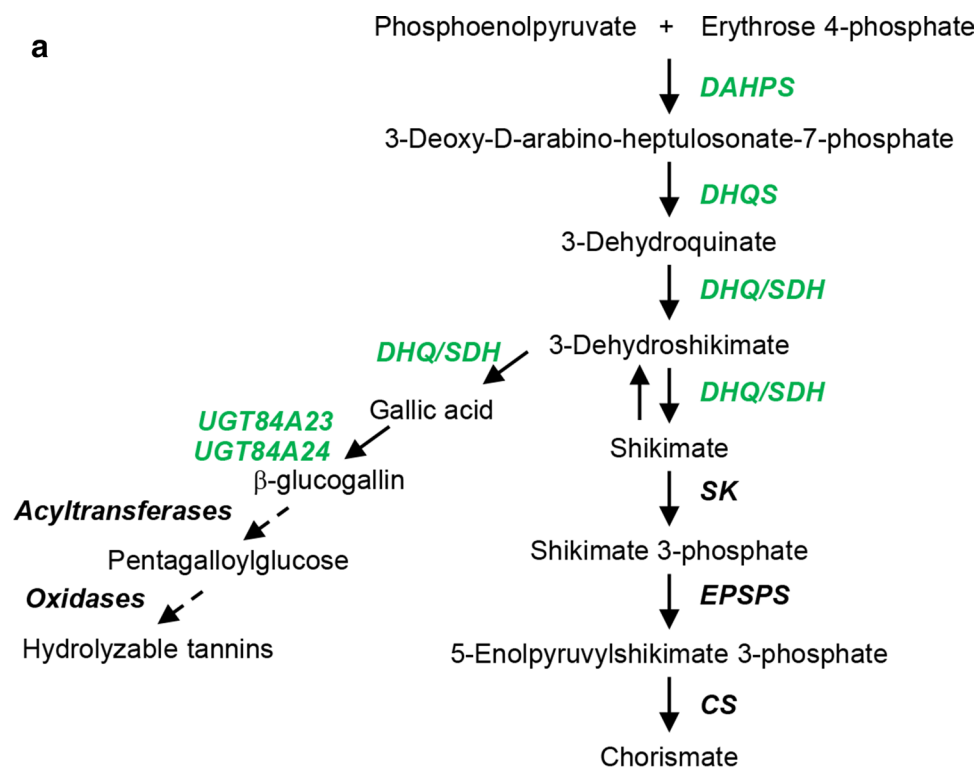 a
Phosphoenolpyruvate + Erythrose 4-phosphate
DAHPS
3-Deoxy-D-arabino-heptulosonate-7-phosphate
DHQS
3-Dehydroquinate
DHQ/SDH
3-Dehydroshikimate
DHQ/SDH
DHQ/SDH
Gallic acid
UGT84A23
UGT84A24
β-glucogallin
Acyltransferases
Pentagalloylglucose
Oxidases
Hydrolyzable tannins
Shikimate
SK
Shikimate 3-phosphate
EPSPS
5-Enolpyruvylshikimate 3-phosphate
CS
Chorismate